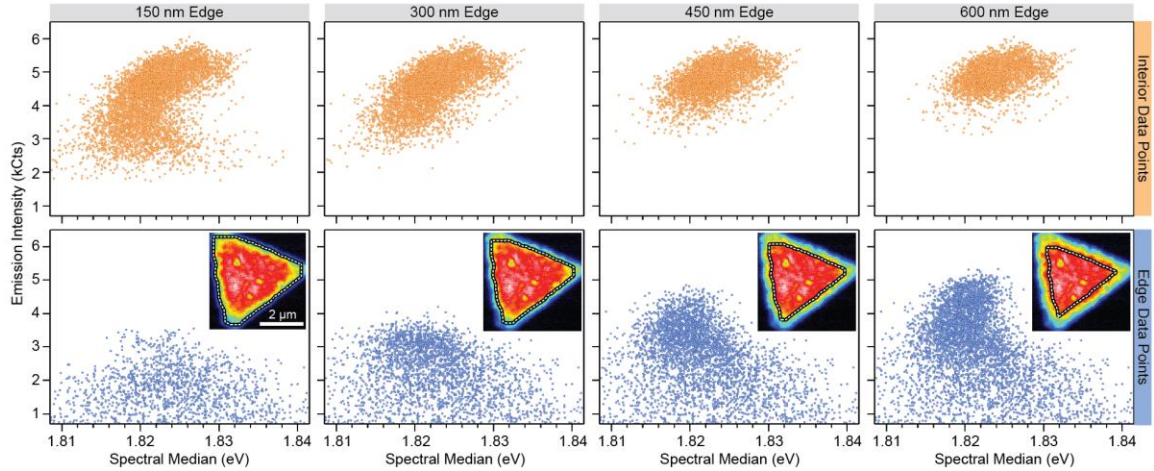 150 nm Edge
300 nm Edge
450 nm Edge
600 nm Edge
Emission Intensity (kCts)
6
5
4
3
2
1
Interior Data Points
6
5
4
3
2
1
2 μm
Edge Data Points
1.81 1.82 1.83 1.84
1.81 1.82 1.83 1.84
1.81 1.82 1.83 1.84
1.81 1.82 1.83 1.84
Spectral Median (eV)
Spectral Median (eV)
Spectral Median (eV)
Spectral Median (eV)